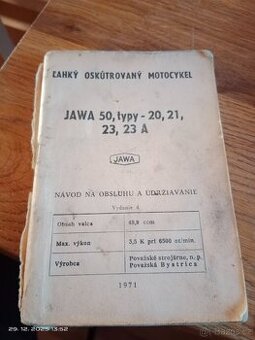 ĽAHKÝ OSKÚTROVANÝ MOTOCYKEL
JAWA 50, typy - 20, 21,
23, 23 A
JAWA
NÁVOD NA OBSLUHU A UDRŽIAVANIE
Vydanie 4.
Obsah valca 49,9 ccm
Max. výkon 3,5 K pri 6500 ot/min.
Výrobca Považské strojárne, n. p.
Považská Bystrica
1971
29.12.2025 13:52